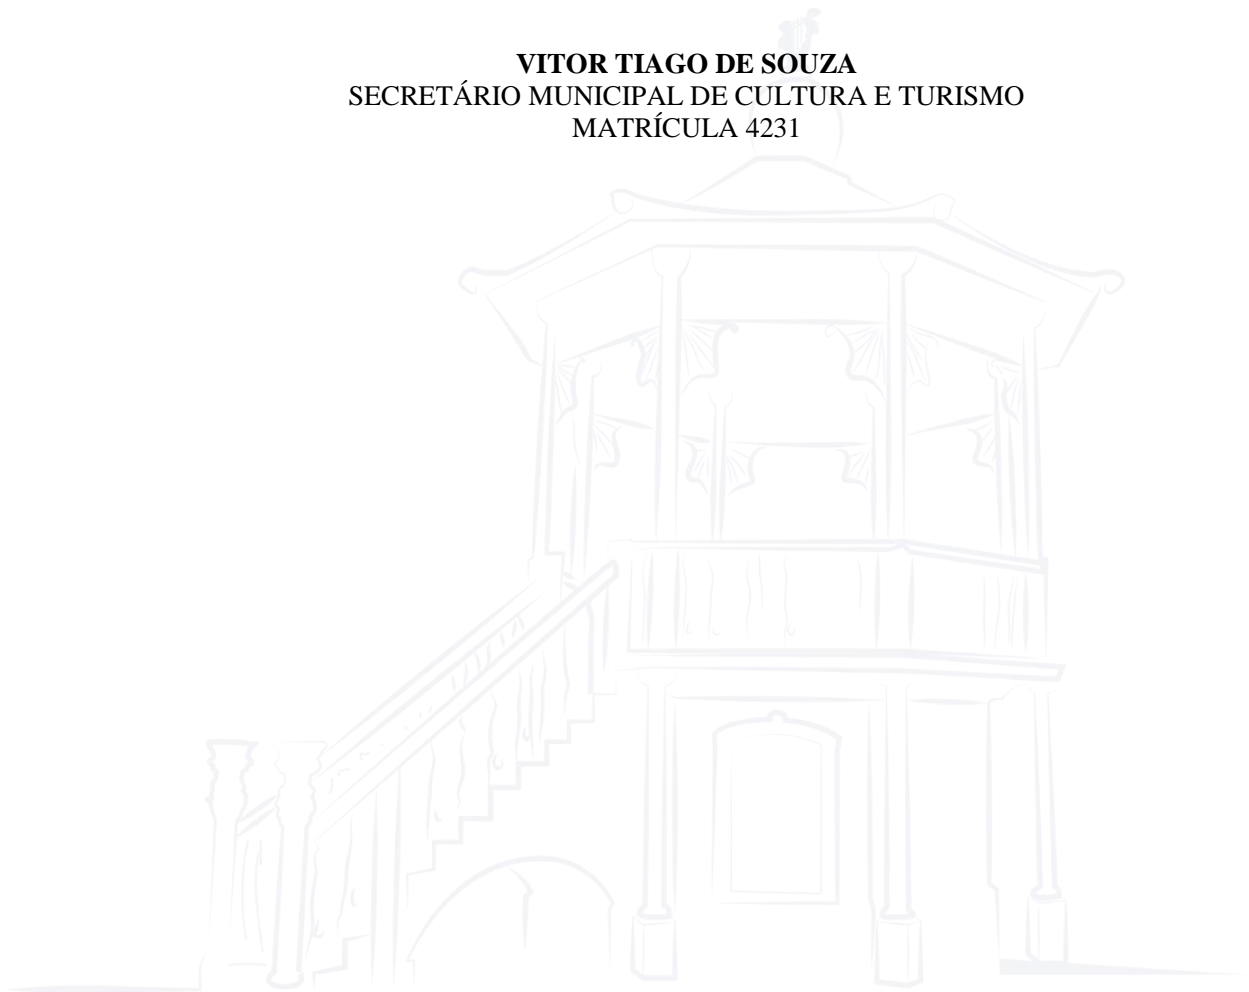 VITOR TIAGO DE SOUZA
SECRETÁRIO MUNICIPAL DE CULTURA E TURISMO
MATRÍCULA 4231